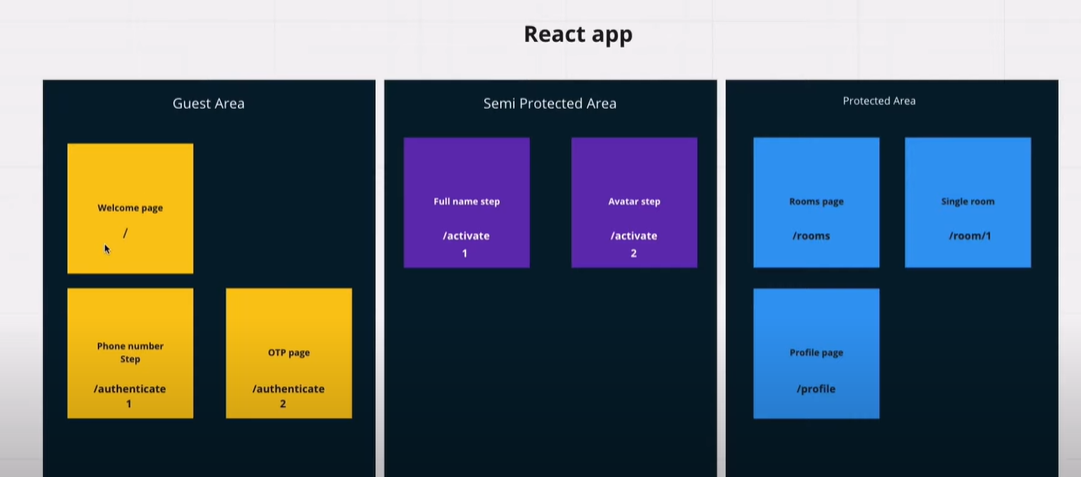 React app
Guest Area
Welcome page
/
Phone number
Step
/authenticate
1
OTP page
/authenticate
2
Semi Protected Area
Full name step
/activate
1
Avatar step
/activate
2
Protected Area
Rooms page
/rooms
Single room
/room/1
Profile page
/profile